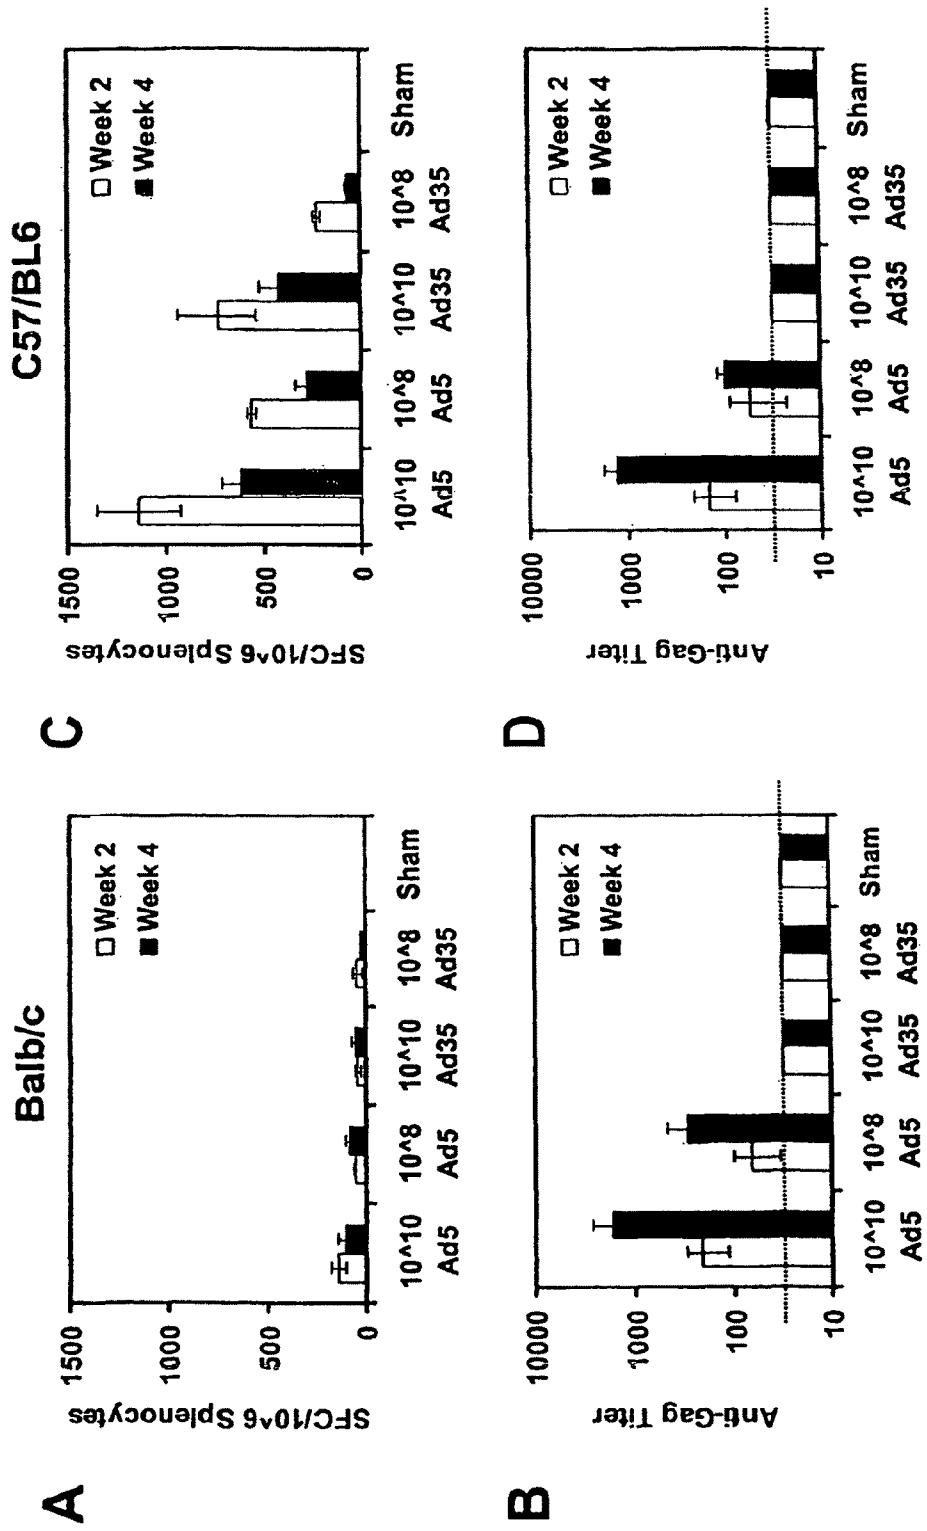 Balb/c
A
SFC/10^6 Splenocytes
1500
1000
500
0
Week 2
Week 4
10^10 10^8 10^10 10^8 Sham
Ad5 Ad5 Ad35 Ad35
B
Anti-Gag Titer
10000
1000
100
10
Week 2
Week 4
10^10 10^8 10^10 10^8 Sham
Ad5 Ad5 Ad35 Ad35
C57/BL6
C
SFC/10^6 Splenocytes
1500
1000
500
0
Week 2
Week 4
10^10 10^8 10^10 10^8 Sham
Ad5 Ad5 Ad35 Ad35
D
Anti-Gag Titer
10000
1000
100
10
Week 2
Week 4
10^10 10^8 10^10 10^8 Sham
Ad5 Ad5 Ad35 Ad35